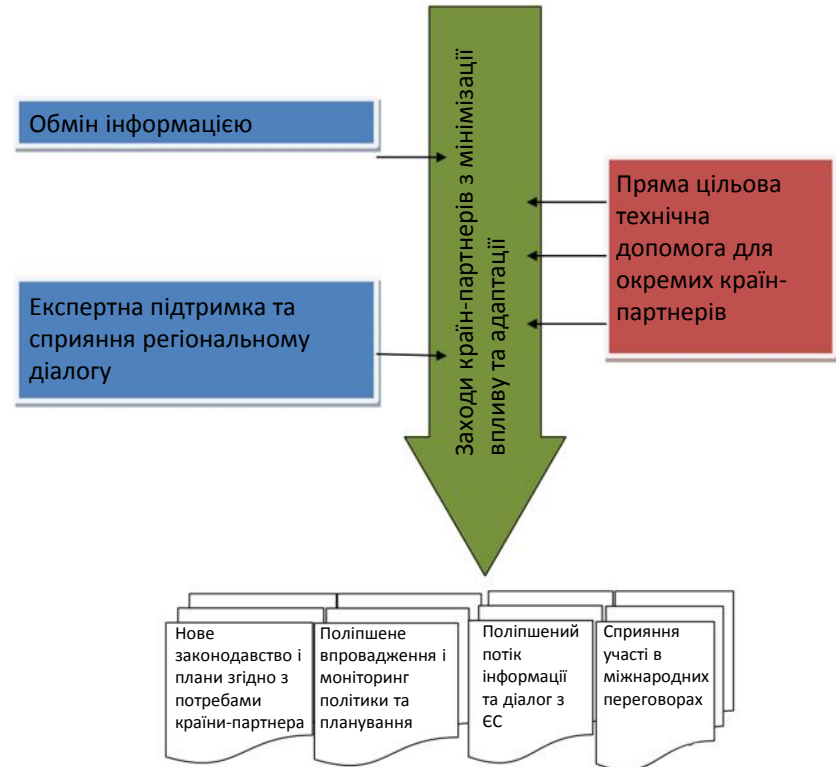 Обмін інформацією
Експертна підтримка та
сприяння регіональному
діалогу
Заходи країн-партнерів з мінімізації
впливу та адаптації
Пряма цільова
технічна
допомога для
окремих країн-
партнерів
Нове
законодавство і
плани згідно з
потребами
країни-партнера
Поліпшене
впровадження і
моніторинг
політики та
планування
Поліпшений
потік
інформації
та діалог з
ЄС
Сприяння
участі в
міжнародних
переговорах